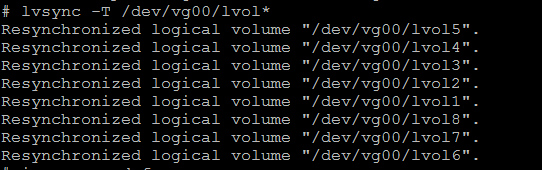 # lvsync -T /dev/vg00/lvol*
Resynchronized logical volume "/dev/vg00/lvol5".
Resynchronized logical volume "/dev/vg00/lvol4".
Resynchronized logical volume "/dev/vg00/lvol3".
Resynchronized logical volume "/dev/vg00/lvol2".
Resynchronized logical volume "/dev/vg00/lvol1".
Resynchronized logical volume "/dev/vg00/lvol8".
Resynchronized logical volume "/dev/vg00/lvol7".
Resynchronized logical volume "/dev/vg00/lvol6".